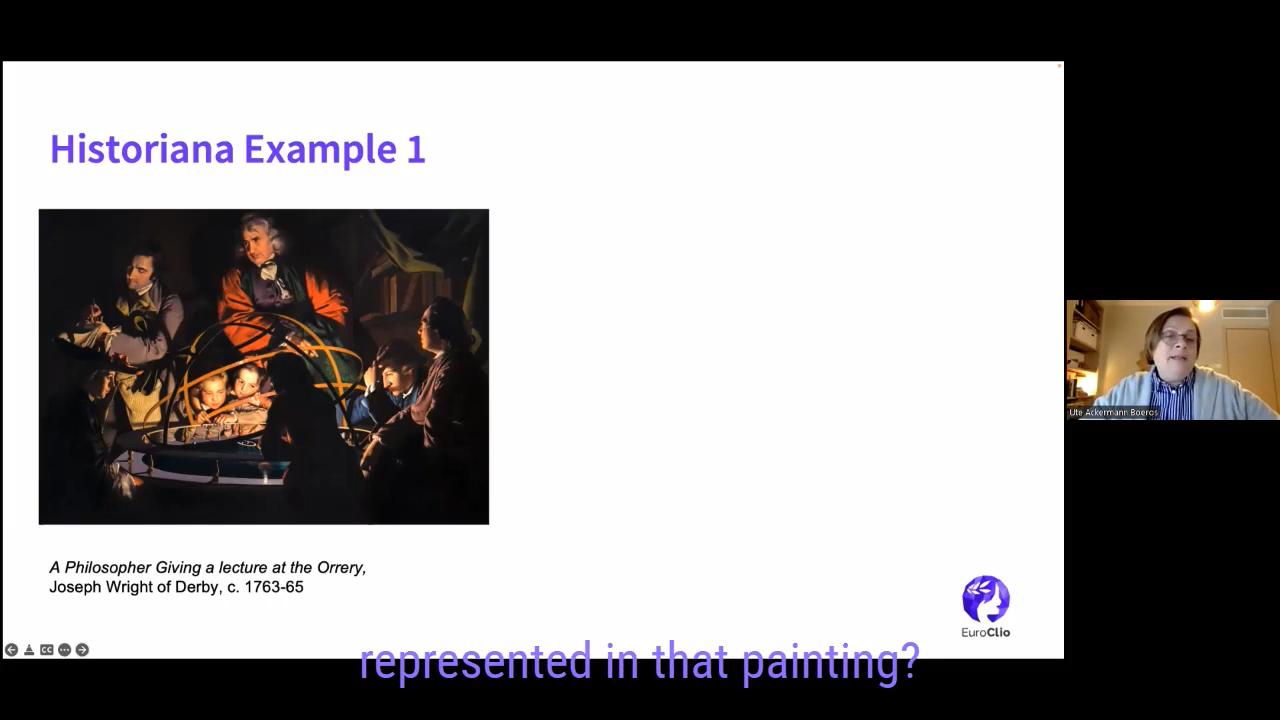 Historiana Example 1
A Philosopher Giving a lecture at the Orrery,
Joseph Wright of Derby, c. 1763-65
EuroClio
CC
represented in that painting?
Ute Ackermann Boeros